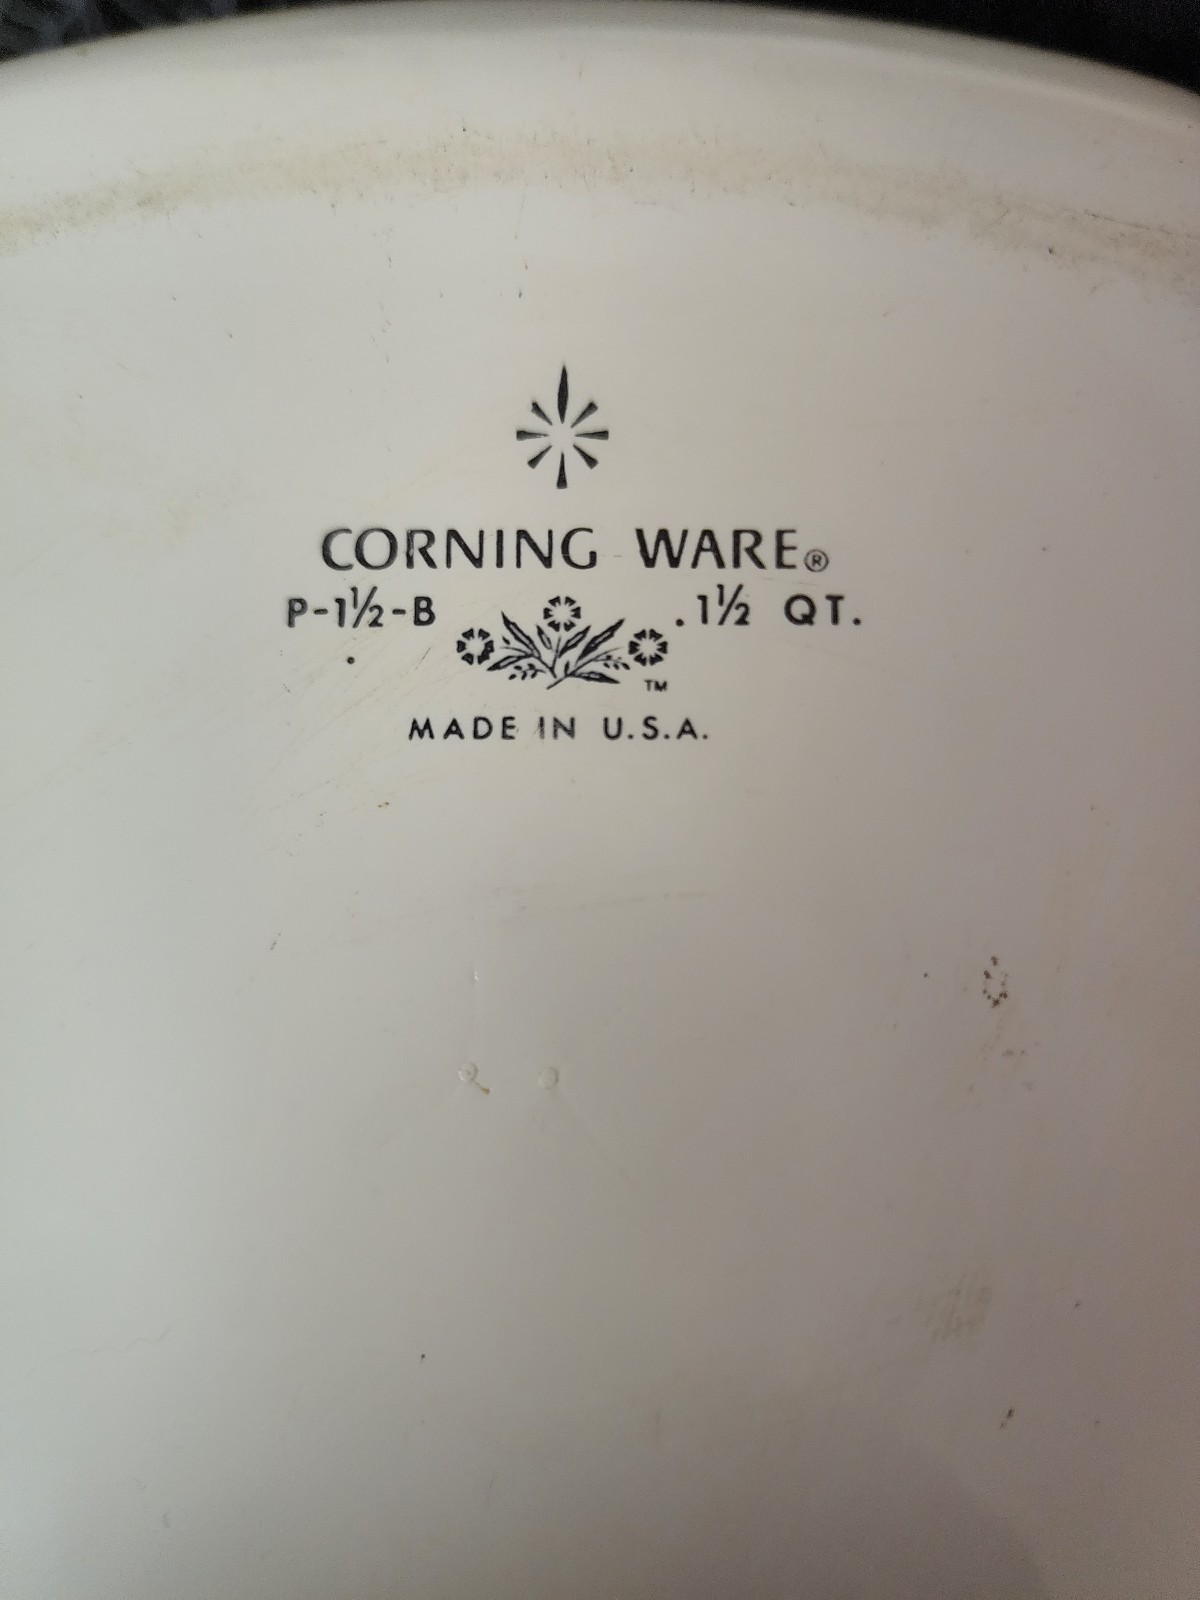 CORNING WARE®
P-1½-B .1½ QT.
TM
MADE IN U.S.A.